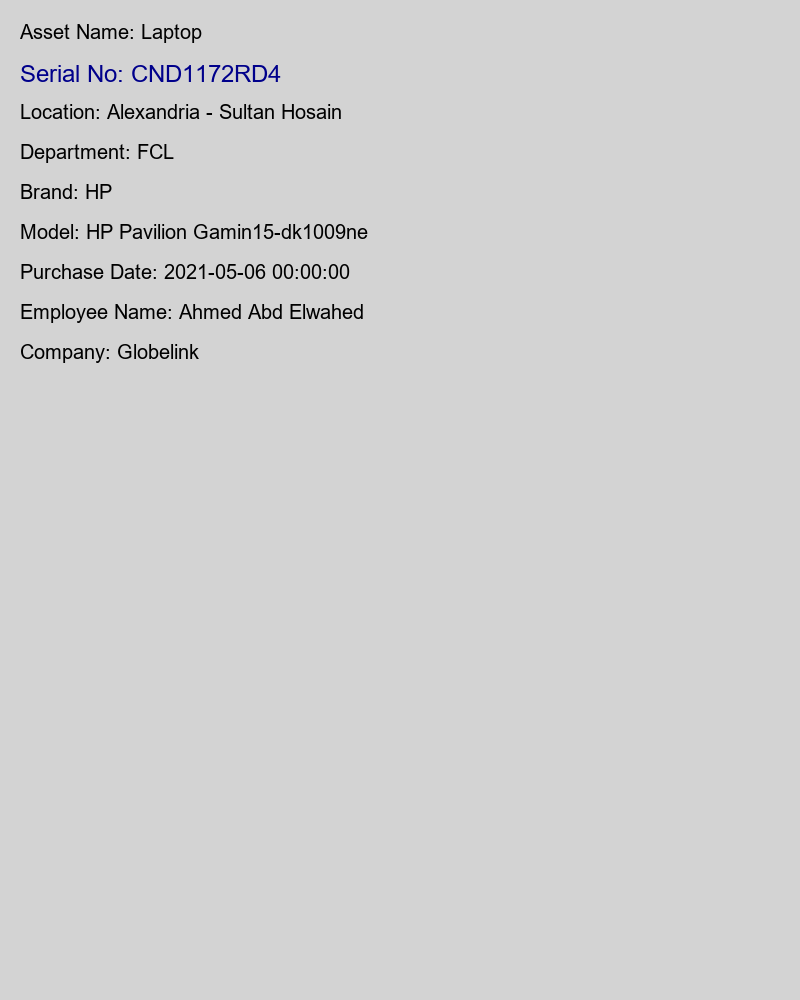 Asset Name: Laptop
Serial No: CND1172RD4
Location: Alexandria - Sultan Hosain
Department: FCL
Brand: HP
Model: HP Pavilion Gamin15-dk1009ne
Purchase Date: 2021-05-06 00:00:00
Employee Name: Ahmed Abd Elwahed
Company: Globelink